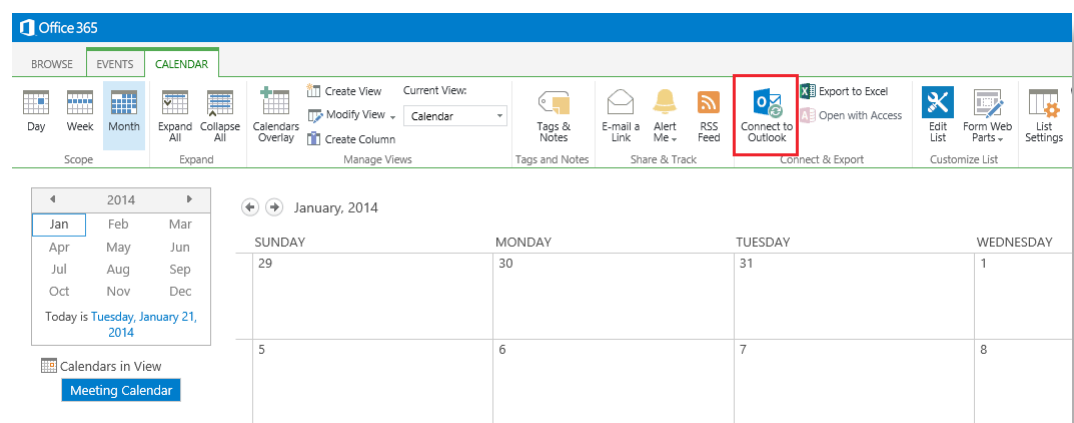 Office 365
BROWSE EVENTS CALENDAR
Create View Current View:
Modify View Calendar
Create Column
Day Week Month Expand All Collapse All Calendars Overlay Tags & Notes E-mail a Link Alert Me RSS Feed Connect to Outlook Export to Excel Open with Access Edit List Form Web Parts List Settings
Scope Expand Manage Views Tags and Notes Share & Track Connect & Export Customize List
2014
Jan Feb Mar
Apr May Jun
Jul Aug Sep
Oct Nov Dec
Today is Tuesday, January 21,
2014
Calendars in View
Meeting Calendar
January, 2014
SUNDAY MONDAY TUESDAY WEDNESDAY
29 30 31 1
5 6 7 8